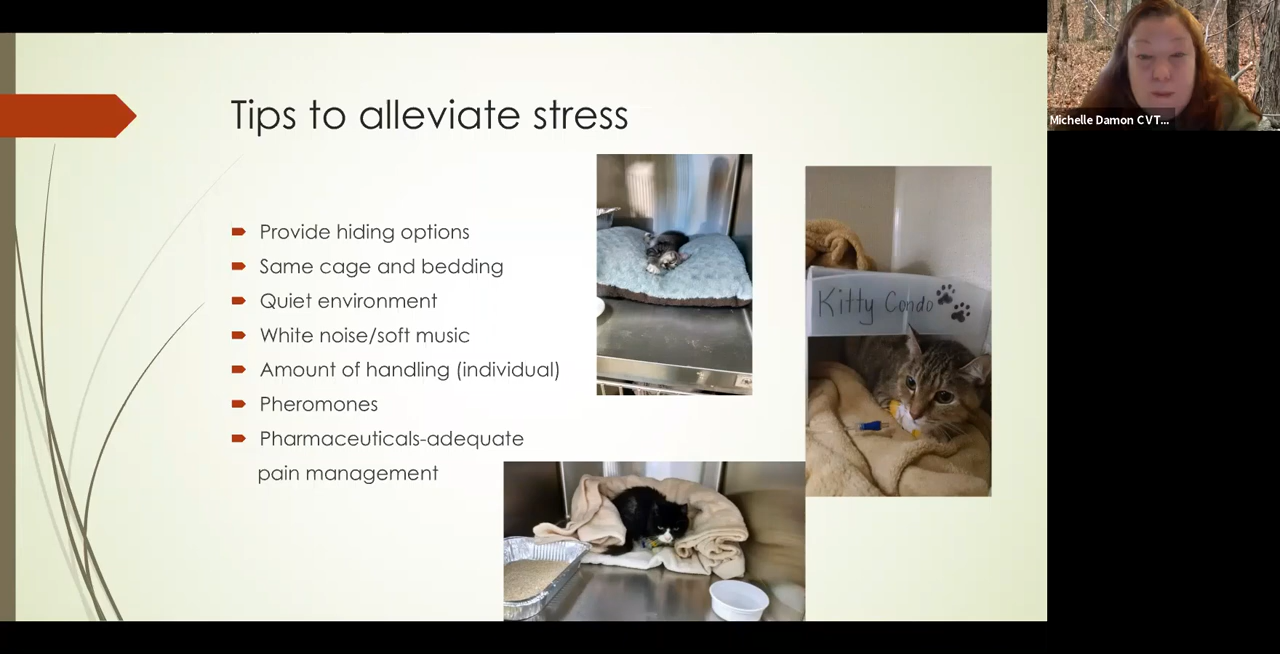 Tips to alleviate stress
Provide hiding options
Same cage and bedding
Quiet environment
White noise/soft music
Amount of handling (individual)
Pheromones
Pharmaceuticals-adequate
pain management
Kitty Condo
Michelle Damon CVT...